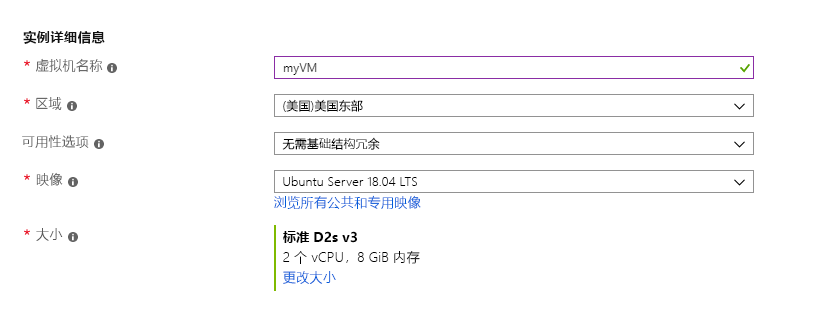 实例详细信息
* 虚拟机名称
myVM
* 区域
(美国)美国东部
可用性选项
无需基础结构冗余
* 映像
Ubuntu Server 18.04 LTS
浏览所有公共和专用映像
* 大小
标准 D2s v3
2 个 vCPU，8 GiB 内存
更改大小